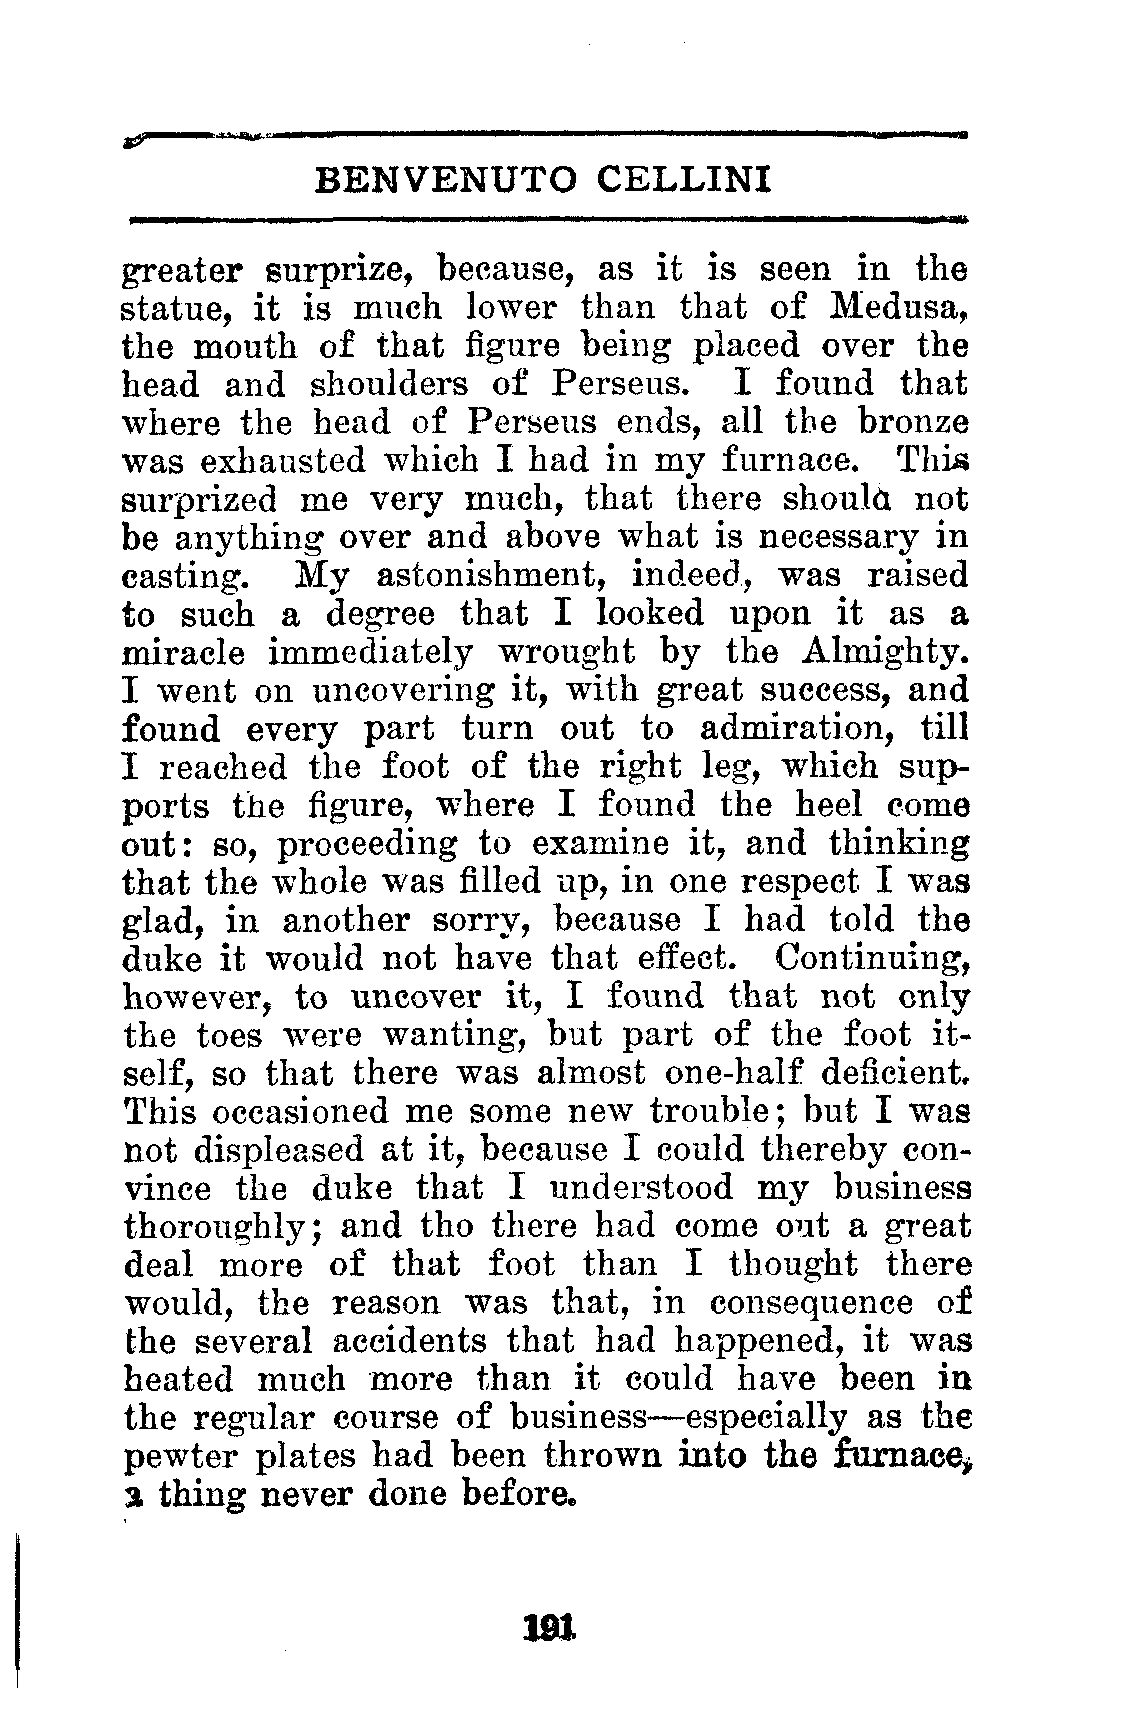 BENVENUTO CELLINI
greater surprize, because, as it is seen in the
statue, it is much lower than that of Medusa,
the mouth of that figure being placed over the
head and shoulders of Perseus. I found that
where the head of Perseus ends, all the bronze
was exhausted which I had in my furnace. This
surprized me very much, that there should not
be anything over and above what is necessary in
casting. My astonishment, indeed, was raised
to such a degree that I looked upon it as a
miracle immediately wrought by the Almighty.
I went on uncovering it, with great success, and
found every part turn out to admiration, till
I reached the foot of the right leg, which sup-
ports the figure, where I found the heel come
out: so, proceeding to examine it, and thinking
that the whole was filled up, in one respect I was
glad, in another sorry, because I had told the
duke it would not have that effect. Continuing,
however, to uncover it, I found that not only
the toes were wanting, but part of the foot it-
self, so that there was almost one-half deficient.
This occasioned me some new trouble; but I was
not displeased at it, because I could thereby con-
vince the duke that I understood my business
thoroughly; and tho there had come out a great
deal more of that foot than I thought there
would, the reason was that, in consequence of
the several accidents that had happened, it was
heated much more than it could have been in
the regular course of business—especially as the
pewter plates had been thrown into the furnace,
a thing never done before.
191